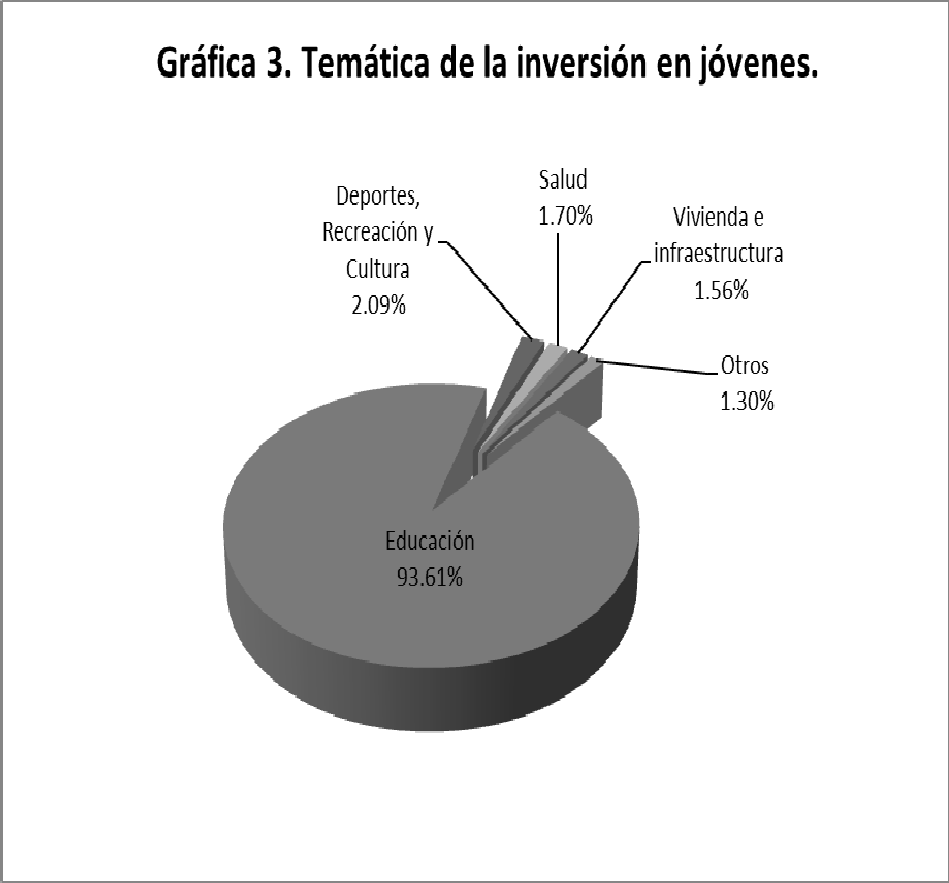 Gráfica 3. Temática de la inversión en jóvenes.
Deportes,
Recreación y
Cultura
2.09%
Salud
1.70%
Vivienda e
infraestructura
1.56%
Otros
1.30%
Educación
93.61%